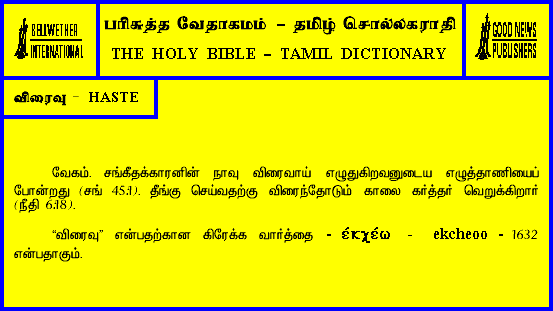 BELLWETHER
INTERNATIONAL
பரிசுத்த வேதாகமம் – தமிழ் சொல்லகராதி
THE HOLY BIBLE – TAMIL DICTIONARY
GOOD NEWS
PUBLISHERS
விரைவு – HASTE
வேகம். சங்கீதக்காரனின் நாவு விரைவாய் எழுதுகிறவனுடைய எழுத்தாணியைப்
போன்றது (சங் 45:1). தீங்கு செய்வதற்கு விரைந்தோடும் காலை கர்த்தர் வெறுக்கிறார்
(நீதி 6:18).
“விரைவு” என்பதற்கான கிரேக்க வார்த்தை - έκχέω - ekcheoo - 1632
என்பதாகும்.